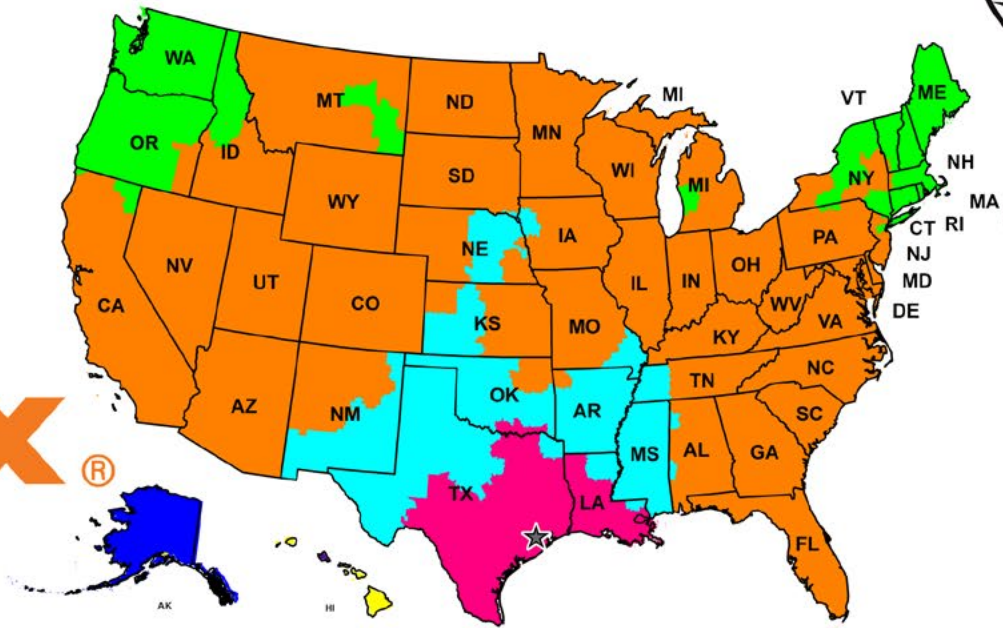 WA
MT
ND
MN
MI
VT
ME
OR
ID
WY
SD
WI
MI
NY
NH
MA
NV
UT
CO
NE
IA
IL
IN
OH
PA
CT
RI
NJ
MD
DE
CA
KS
MO
KY
WV
VA
AZ
NM
OK
AR
TN
NC
SC
X
®
TX
LA
MS
AL
GA
FL
AK
HI